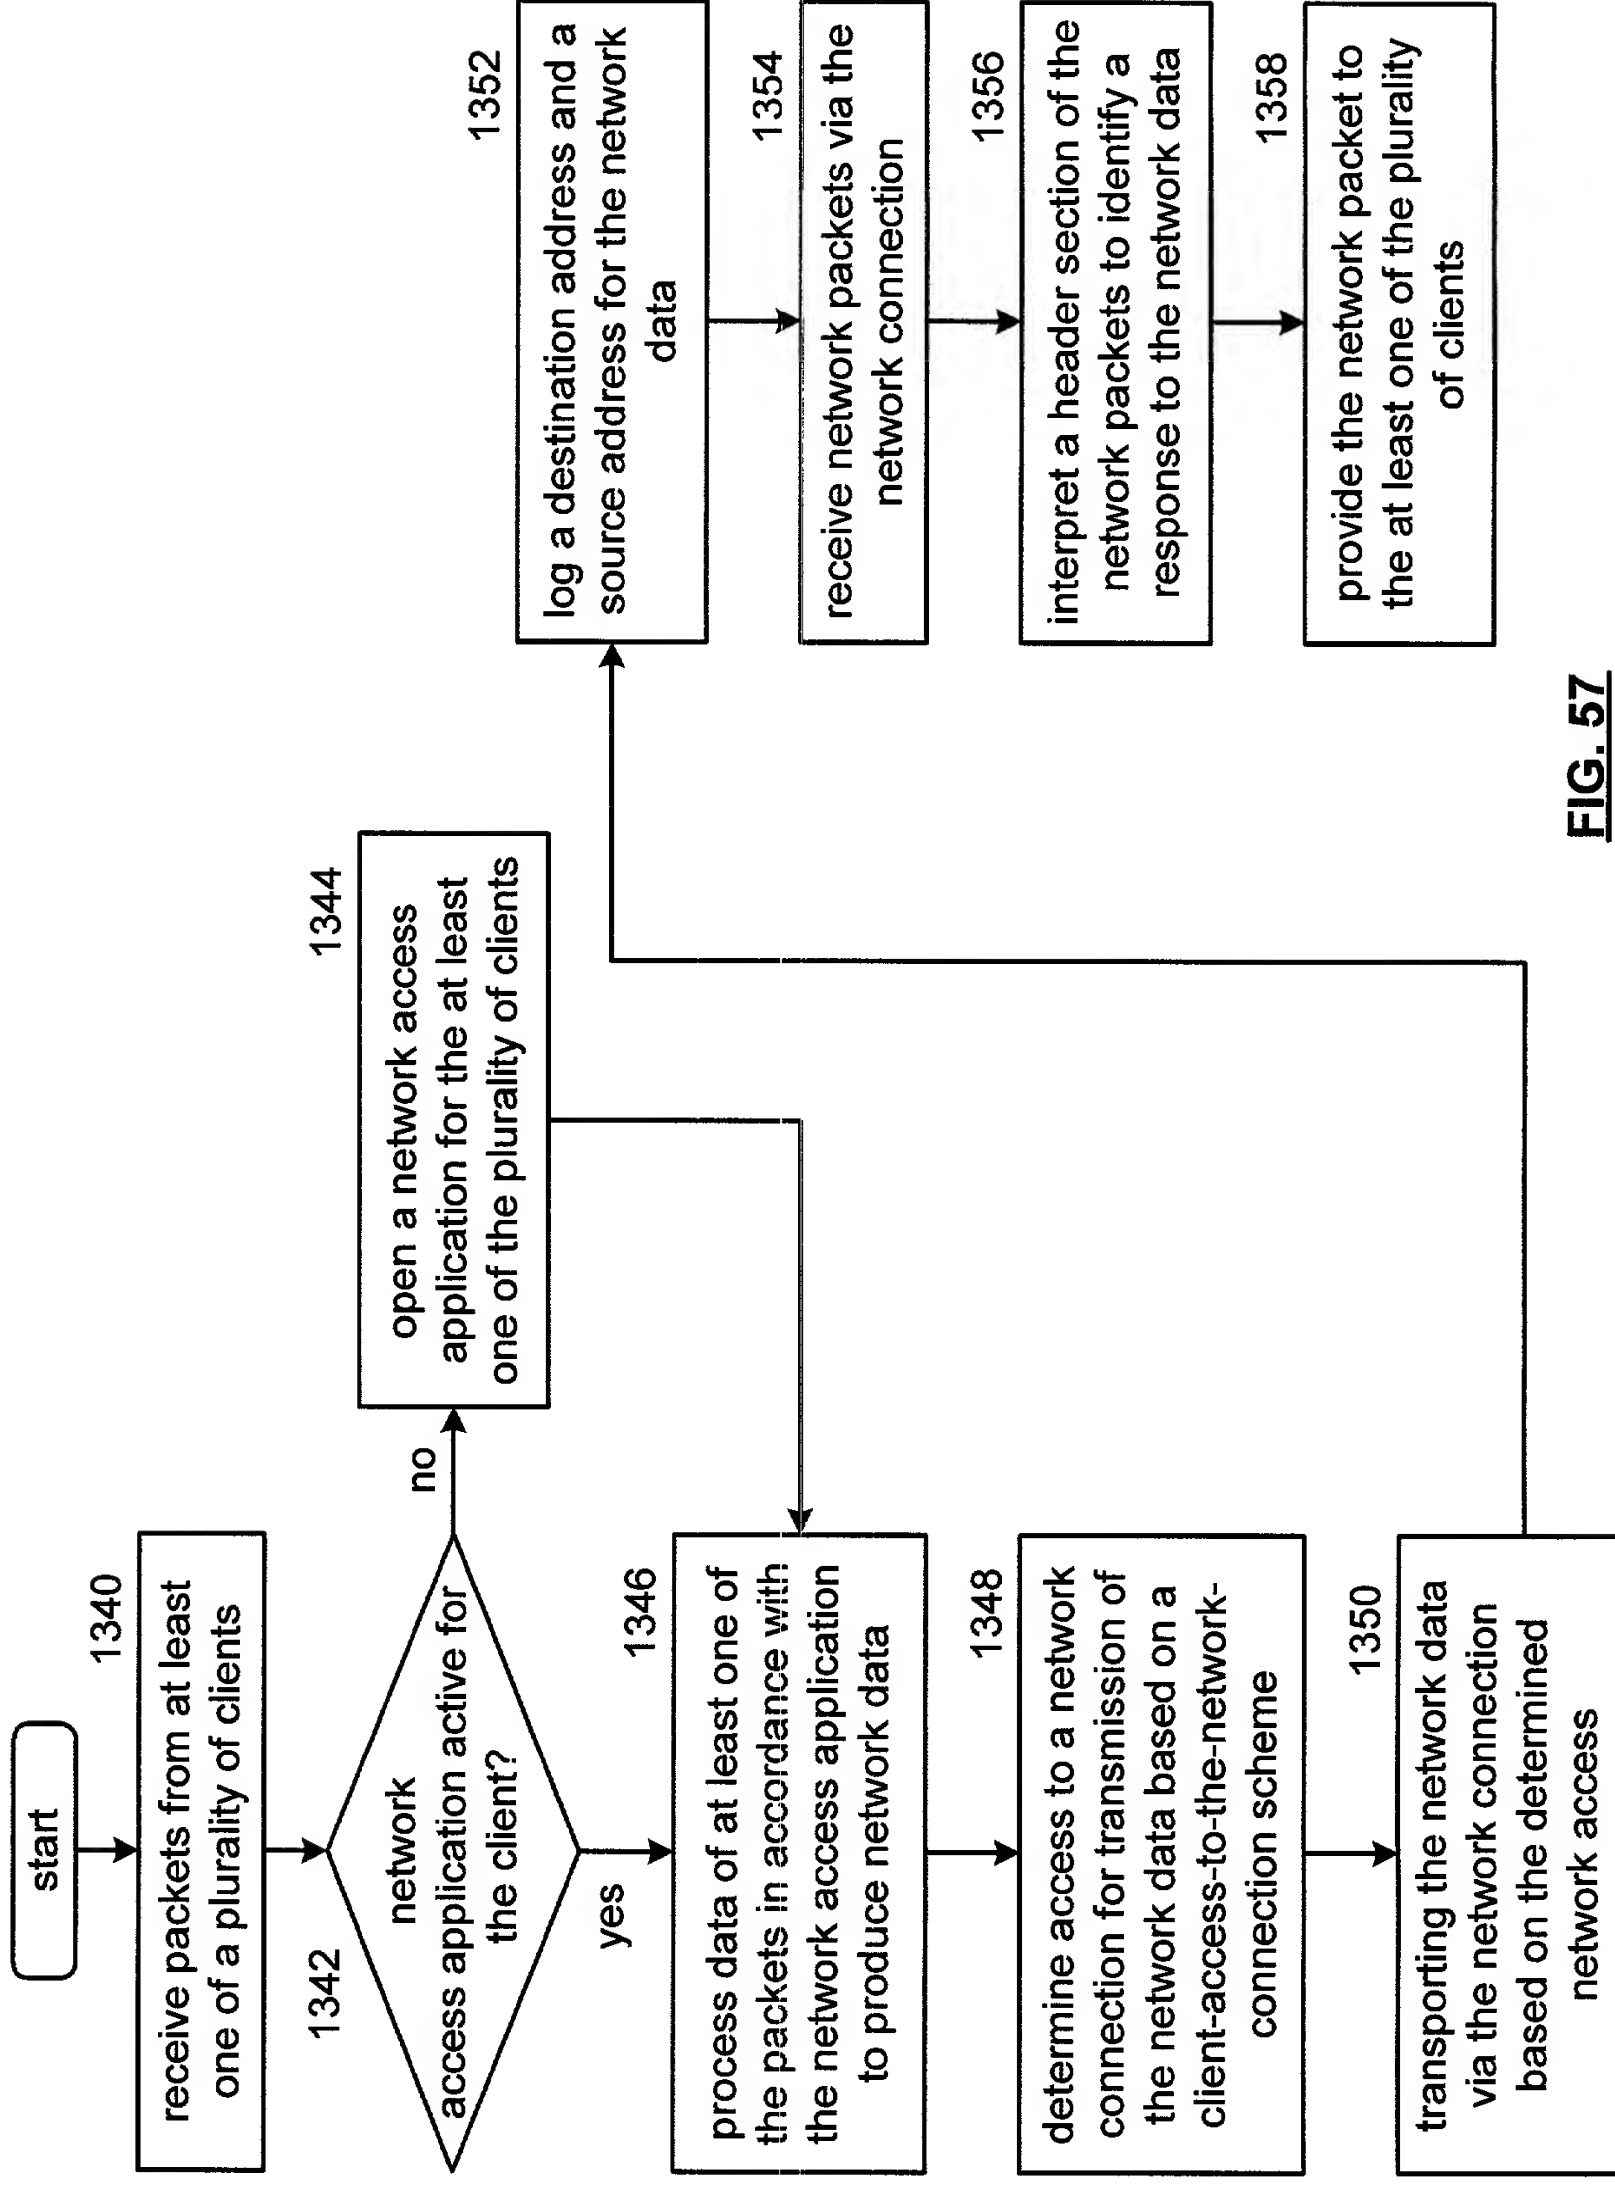 start
1340
receive packets from at least
one of a plurality of clients
1342
network
access application active for
the client?
no
yes
1344
open a network access
application for the at least
one of the plurality of clients
1346
process data of at least one of
the packets in accordance with
the network access application
to produce network data
1348
determine access to a network
connection for transmission of
the network data based on a
client-access-to-the-network-
connection scheme
1350
transporting the network data
via the network connection
based on the determined
network access
1352
log a destination address and a
source address for the network
data
1354
receive network packets via the
network connection
1356
interpret a header section of the
network packets to identify a
response to the network data
1358
provide the network packet to
the at least one of the plurality
of clients
FIG. 57